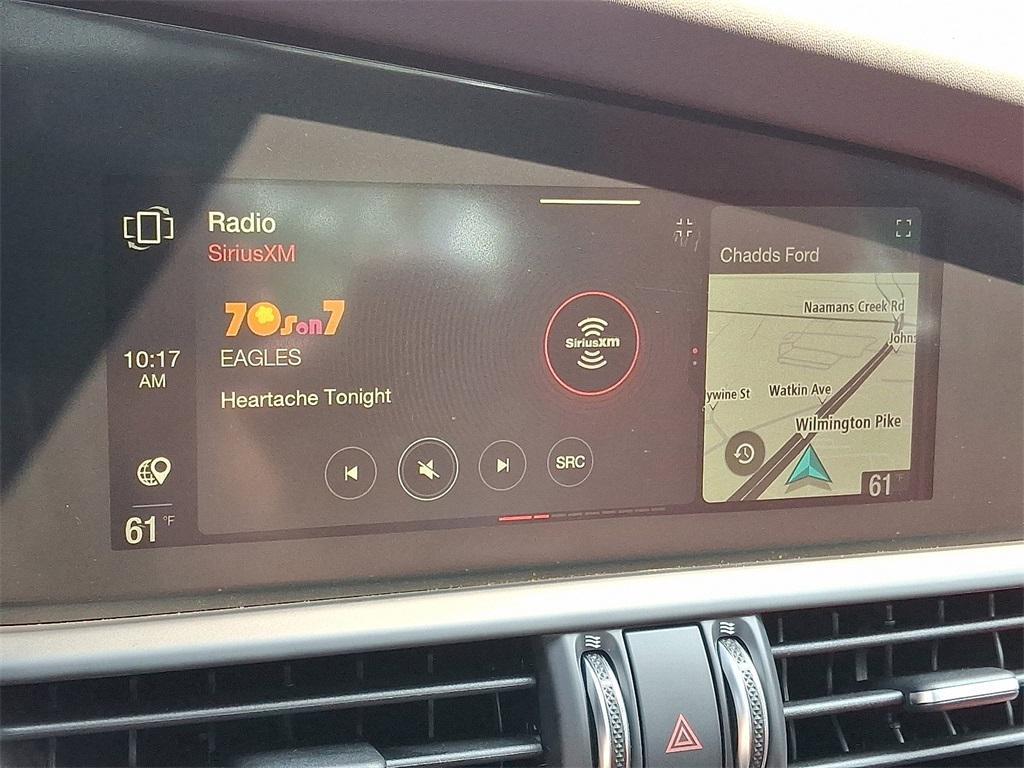 Radio
SiriusXM
70s on 7
EAGLES
Heartache Tonight
SiriusXm
SRC
10:17
AM
61 °F
Chadds Ford
Naamans Creek Rd
ywine St
Watkin Ave
Wilmington Pike
61 °F